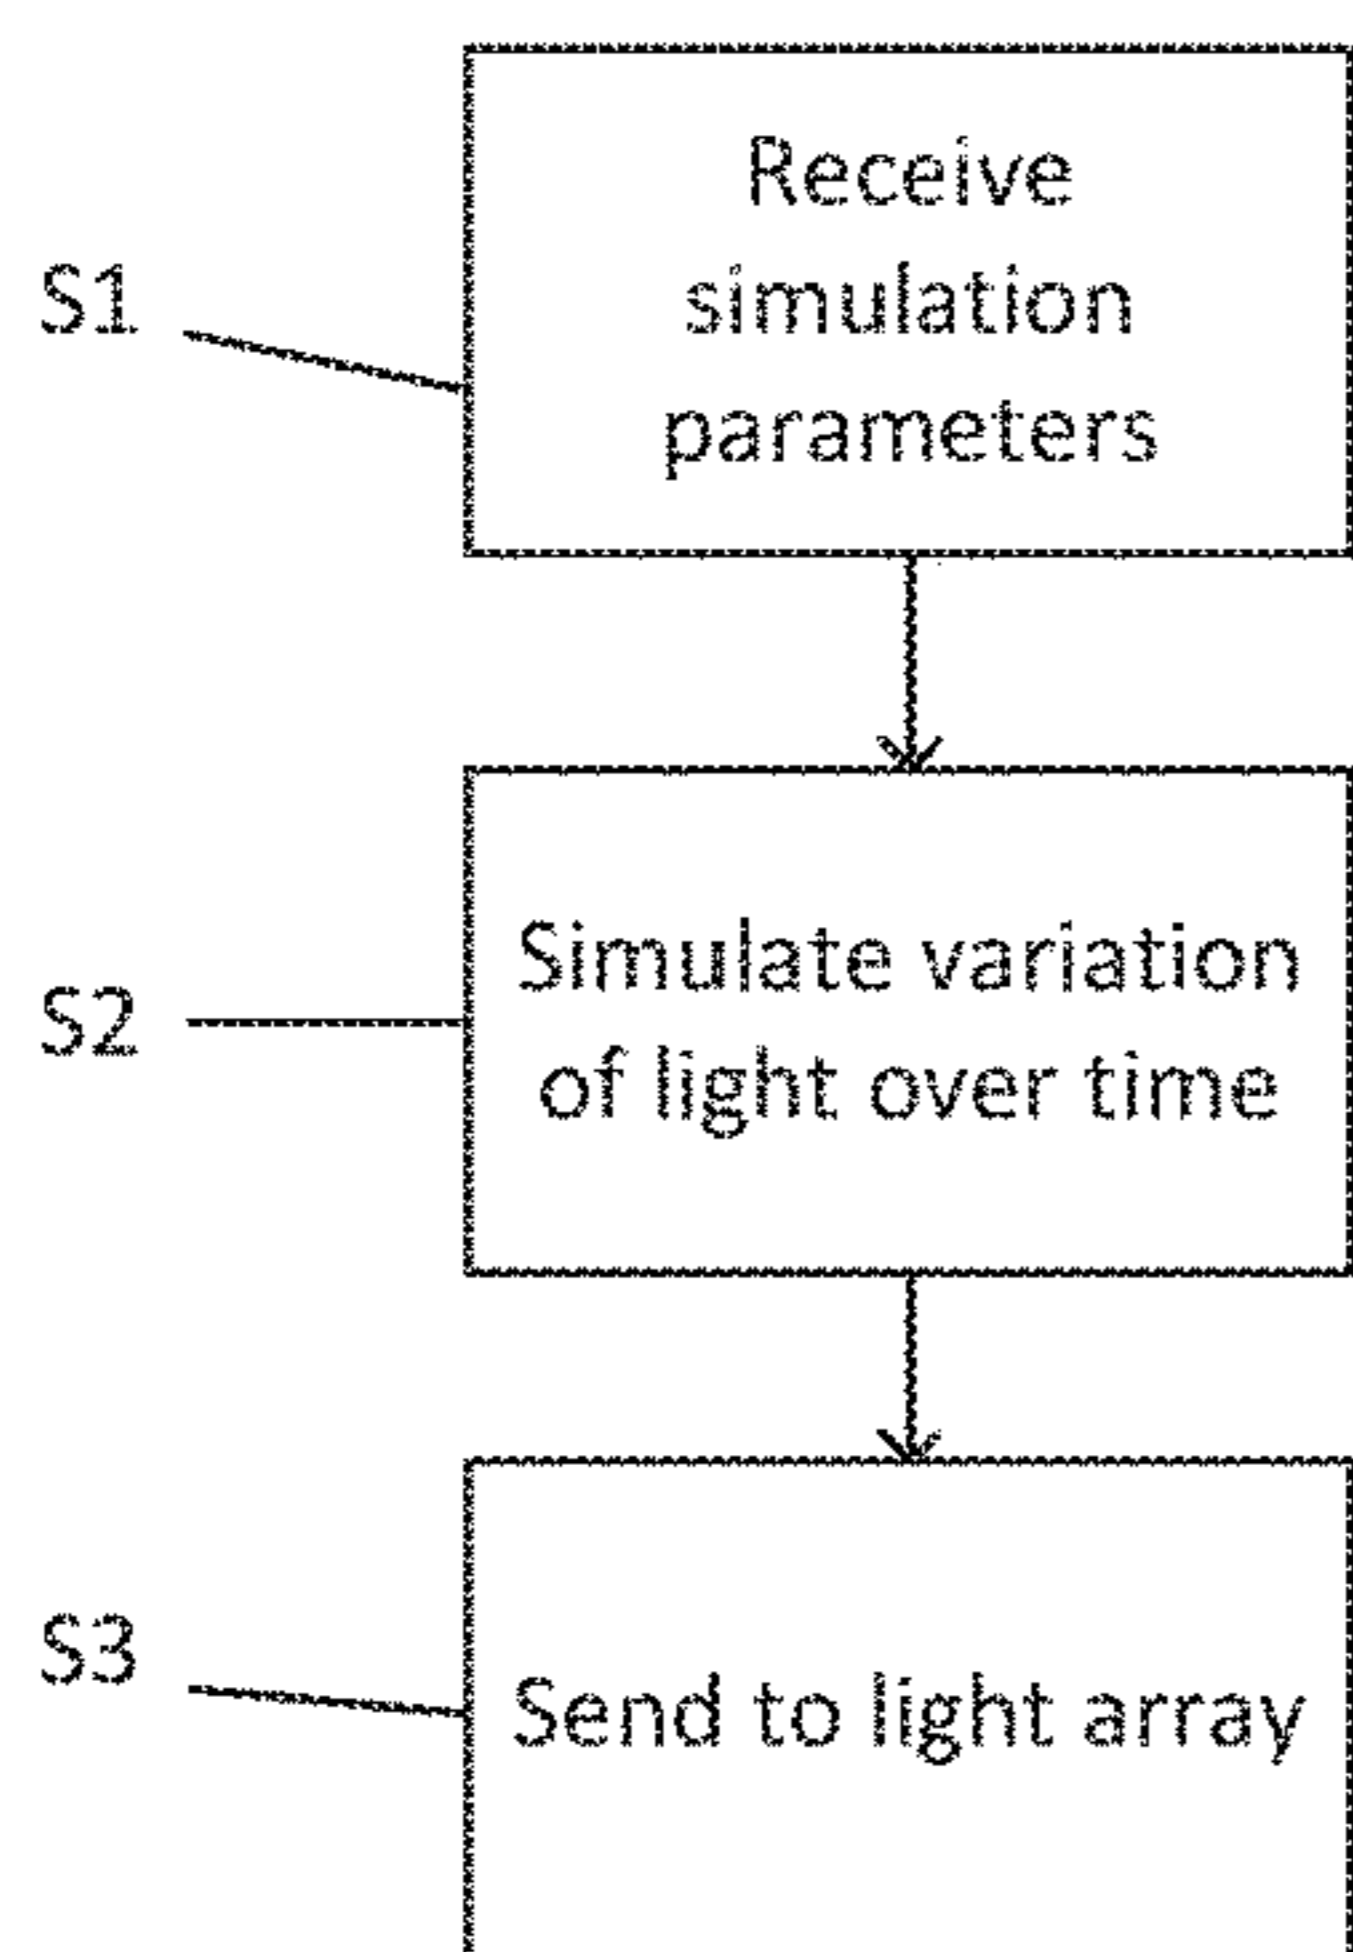 S1
Receive
simulation
parameters
S2
Simulate variation
of light over time
S3
Send to light array